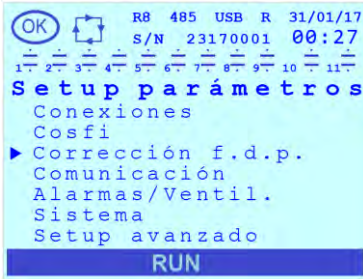 OK R8 485 USB R 31/01/17
S/N 23170001 00:27
1 2 3 4 5 6 7 8 9 10 11
Setup parámetros
Conexiones
Cosfi
Corrección f.d.p.
Comunicación
Alarmas/Ventil.
Sistema
Setup avanzado
RUN